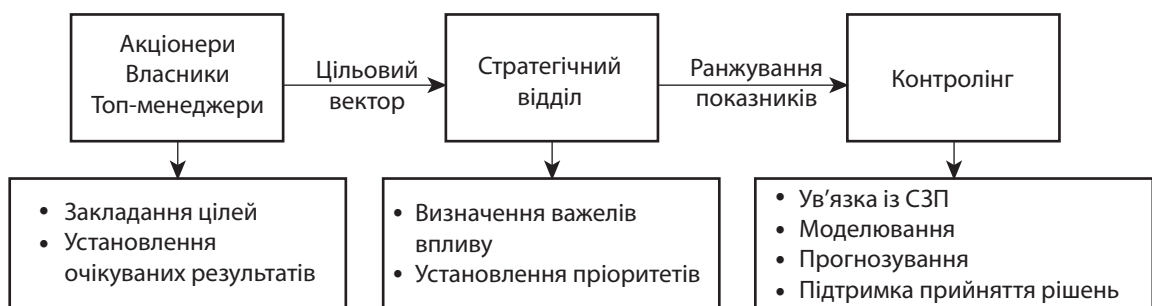 Акціонери
Власники
Топ-менеджери
Цільовий
вектор
Стратегічний
відділ
Ранжування
показників
Контролінг
• Закладання цілей
• Установлення
очікуваних результатів
• Визначення важелів
впливу
• Установлення пріоритетів
• Ув’язка із СЗП
• Моделювання
• Прогнозування
• Підтримка прийняття рішень